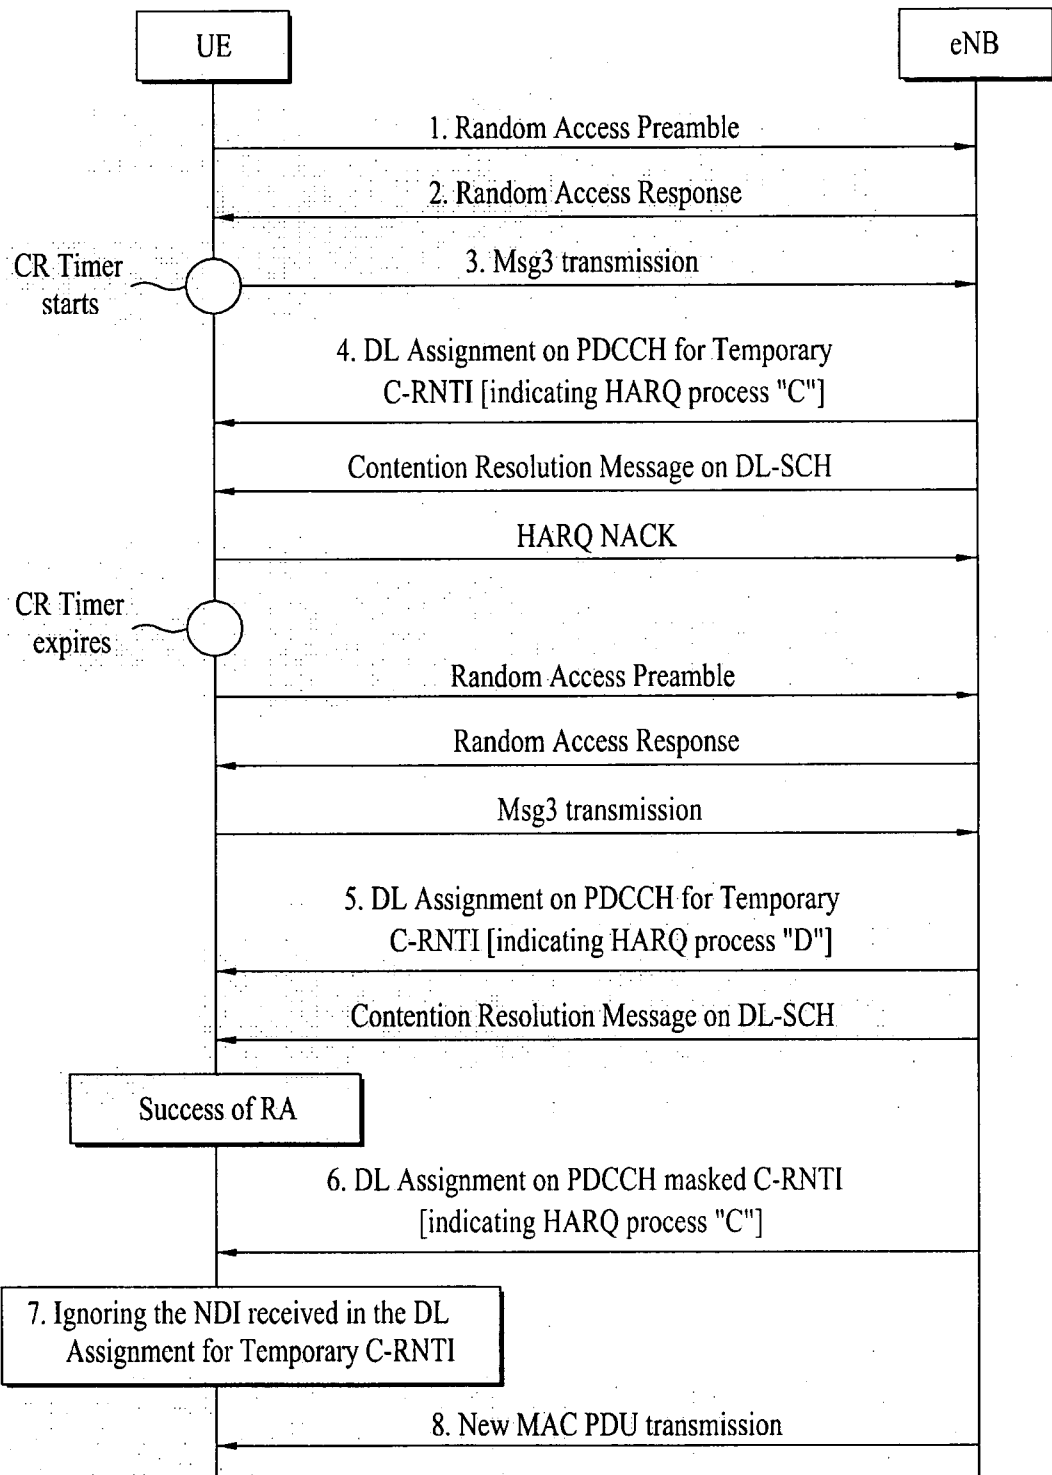 UE
eNB
1. Random Access Preamble
2. Random Access Response
CR Timer
starts
3. Msg3 transmission
4. DL Assignment on PDCCH for Temporary
C-RNTI [indicating HARQ process "C"]
Contention Resolution Message on DL-SCH
HARQ NACK
CR Timer
expires
Random Access Preamble
Random Access Response
Msg3 transmission
5. DL Assignment on PDCCH for Temporary
C-RNTI [indicating HARQ process "D"]
Contention Resolution Message on DL-SCH
Success of RA
6. DL Assignment on PDCCH masked C-RNTI
[indicating HARQ process "C"]
7. Ignoring the NDI received in the DL
Assignment for Temporary C-RNTI
8. New MAC PDU transmission